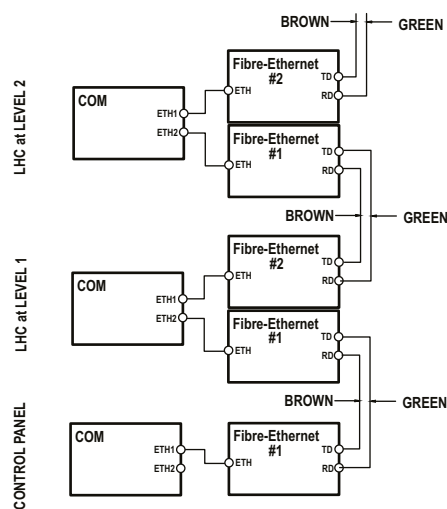 BROWN
GREEN
LHC at LEVEL 2
COM
ETH1
ETH2
Fibre-Ethernet
#2
TD
ETH
RD
Fibre-Ethernet
#1
TD
ETH
RD
BROWN
GREEN
LHC at LEVEL 1
COM
ETH1
ETH2
Fibre-Ethernet
#2
TD
ETH
RD
Fibre-Ethernet
#1
TD
RD
ETH
BROWN
GREEN
CONTROL PANEL
COM
ETH1
ETH2
Fibre-Ethernet
#1
TD
ETH
RD